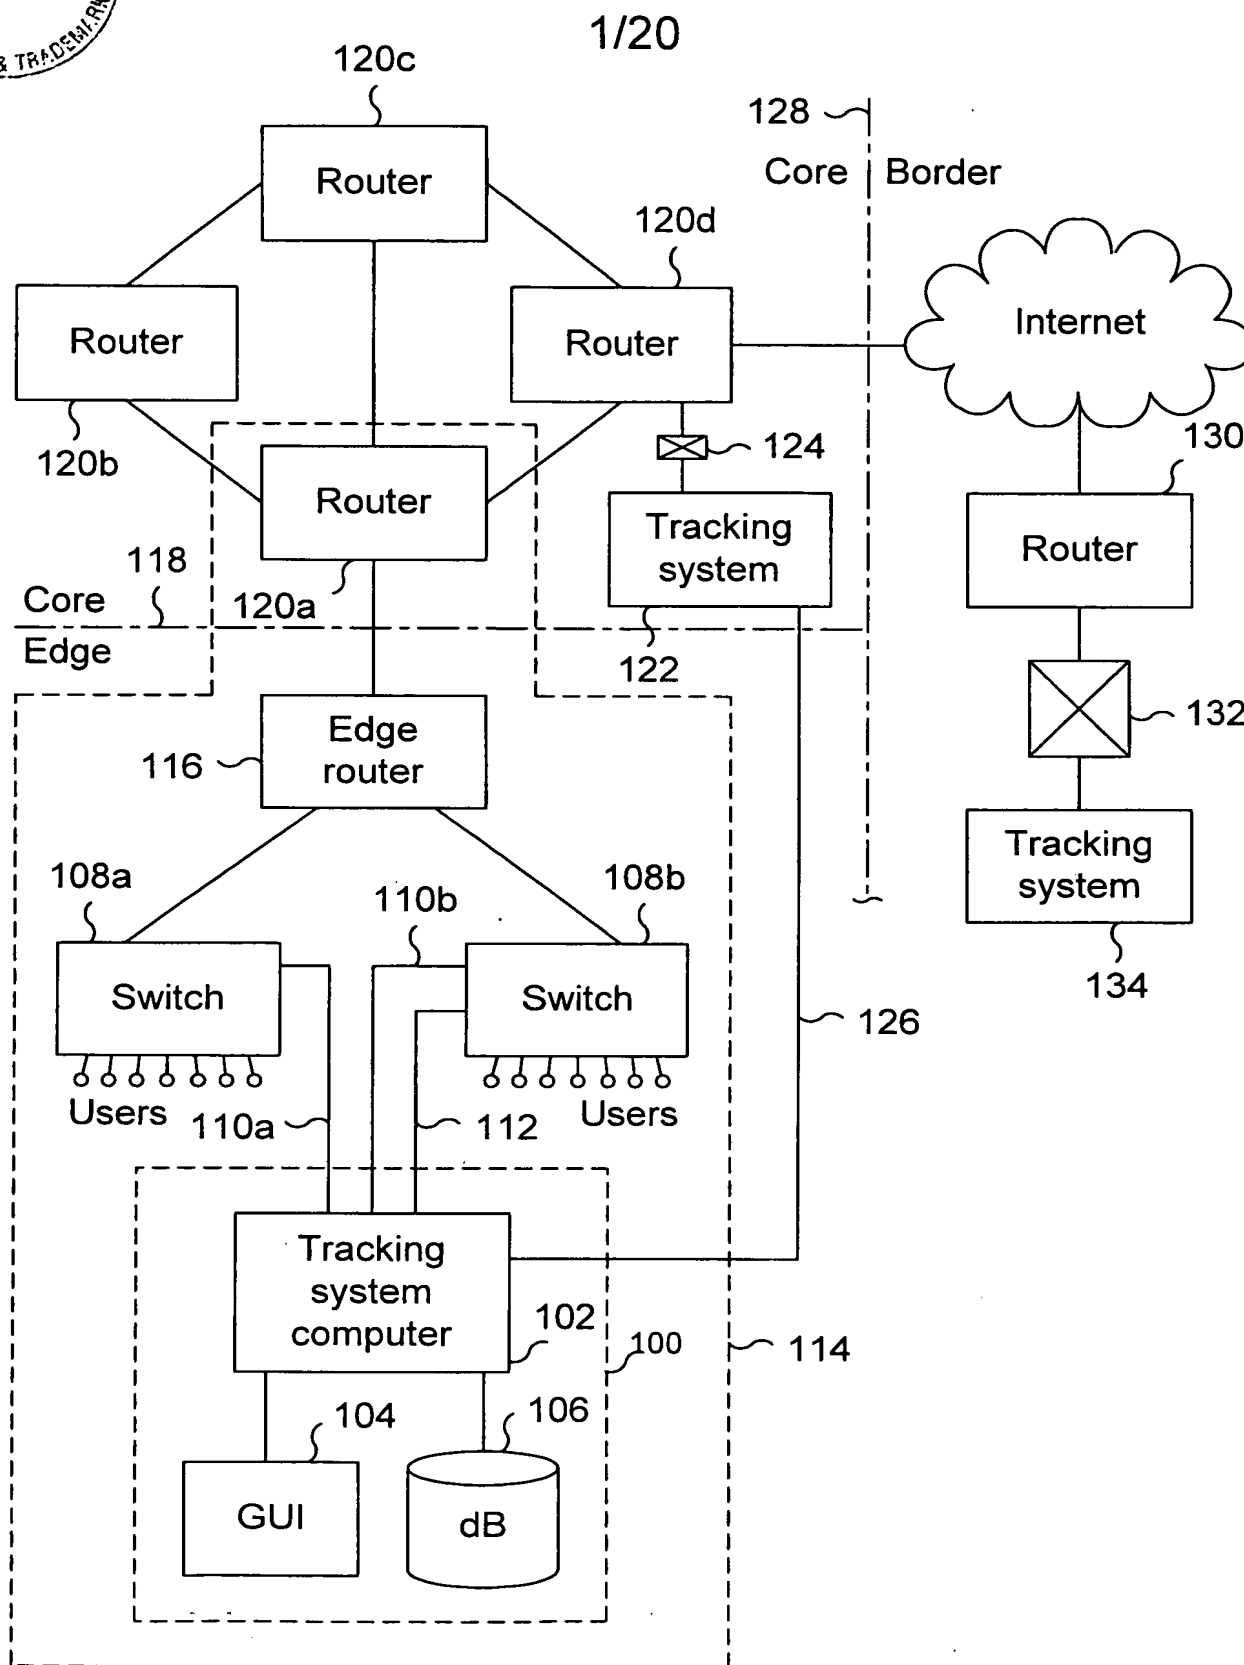 & TRADEMARK
1/20
120c
128
Router
Core
Border
120d
Router
Router
Internet
120b
124
130
Router
Tracking
system
Router
118
120a
Core
Edge
122
132
Edge
router
116
Tracking
system
108a
110b
108b
134
Switch
Switch
126
Users
110a
112
Users
Tracking
system
computer
102
100
114
104
106
GUI
dB